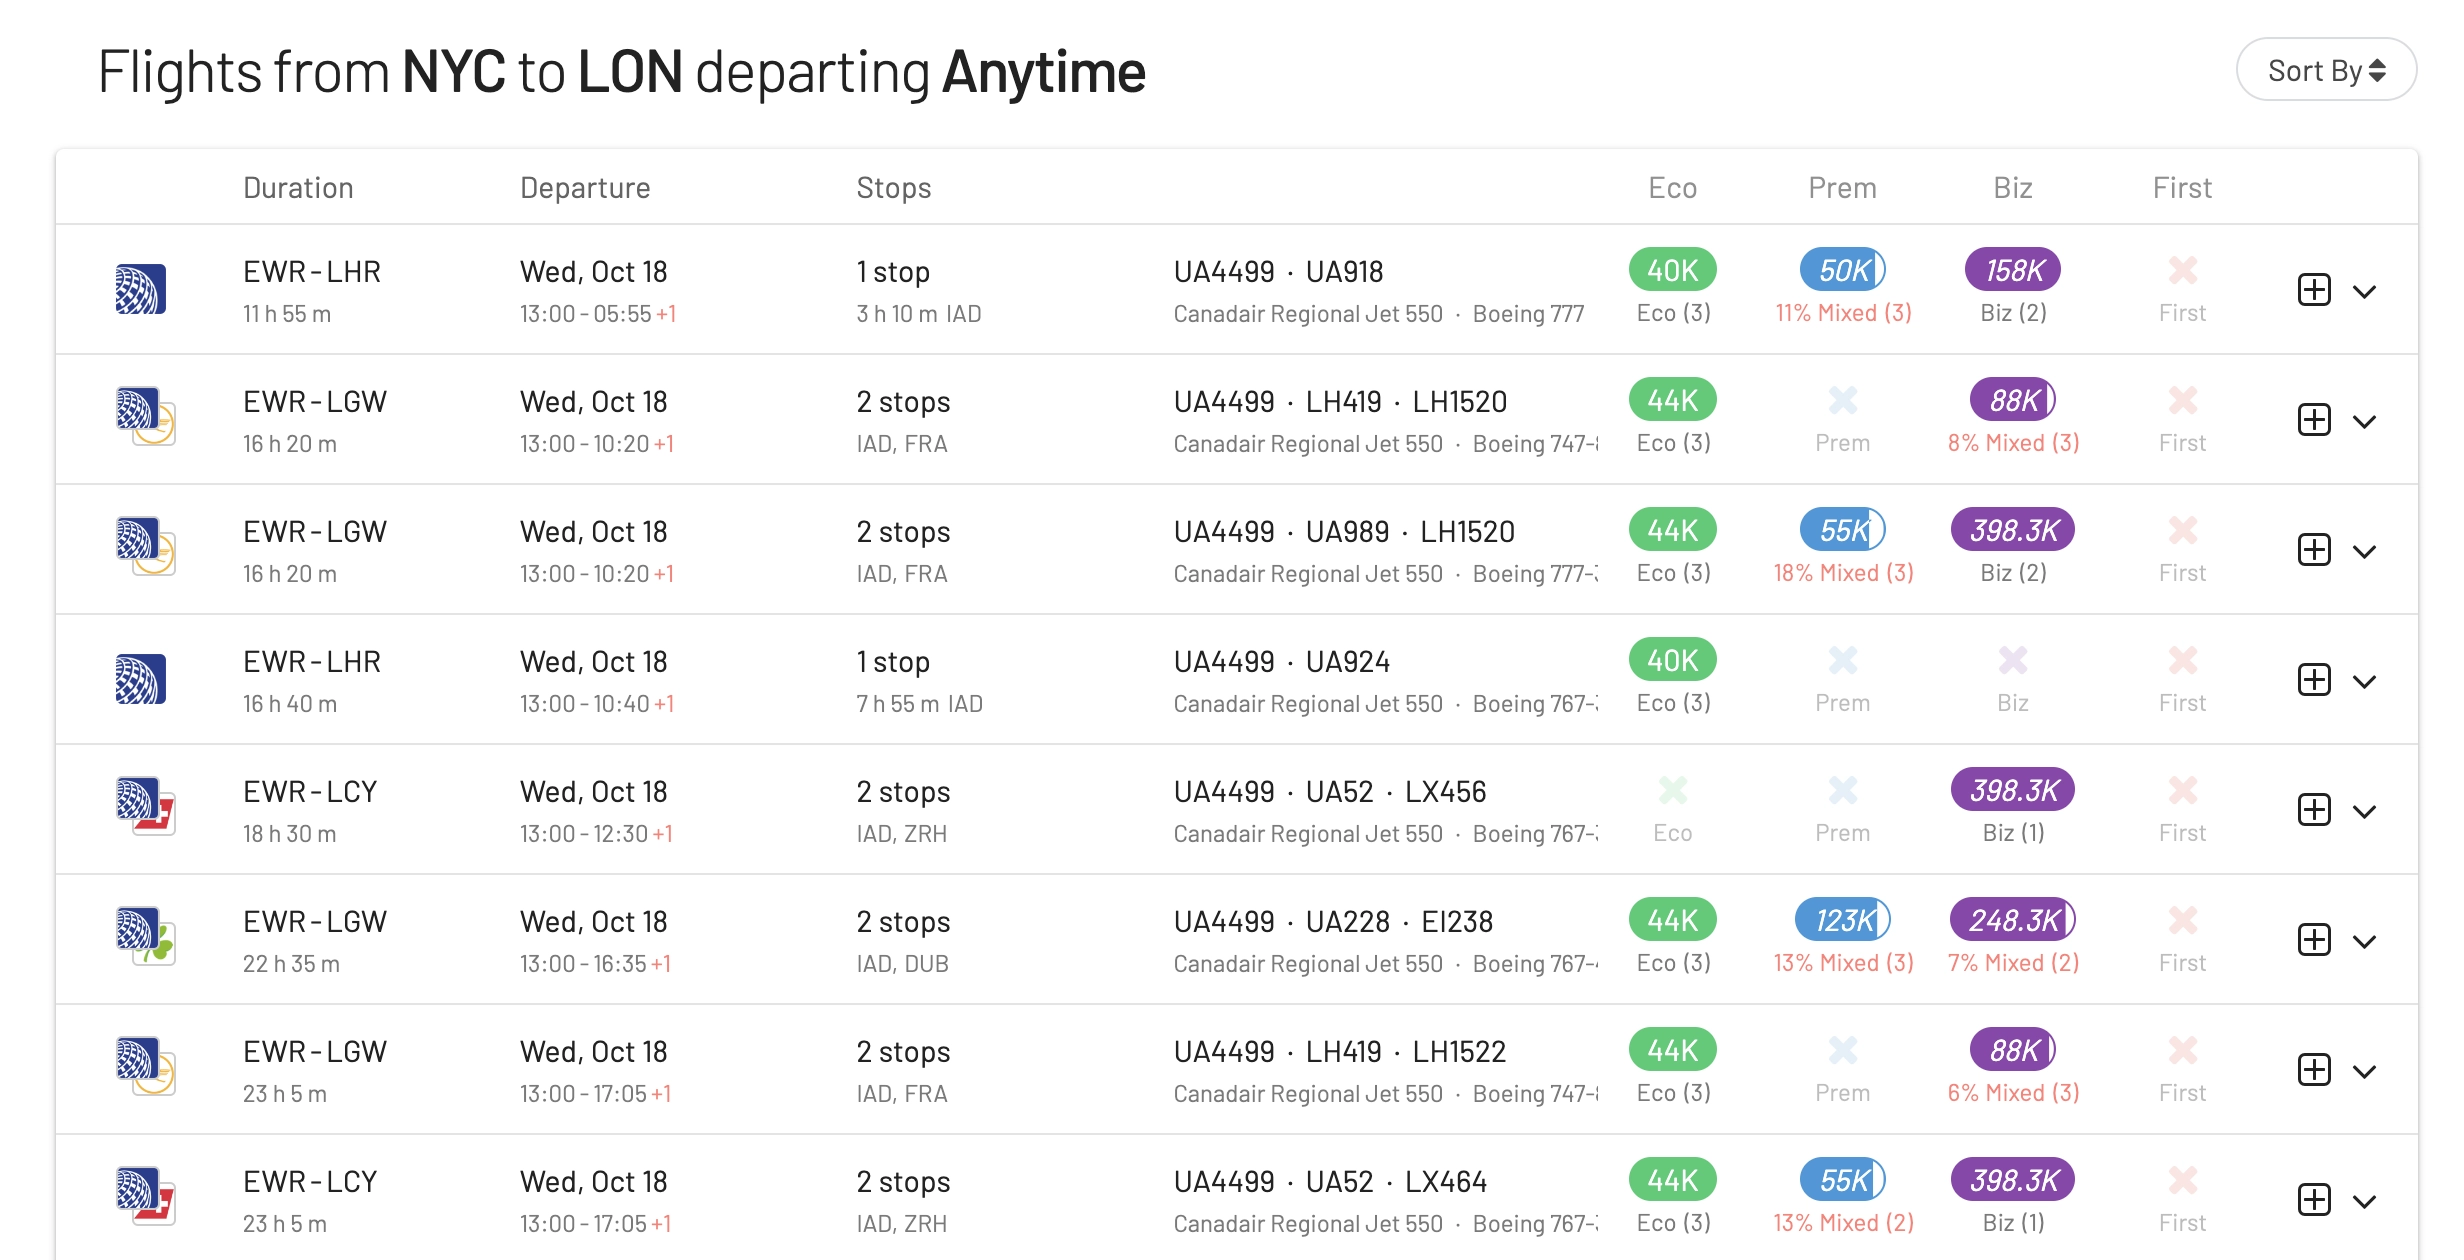 Flights from NYC to LON departing Anytime
Sort By
Duration Departure Stops Eco Prem Biz First
EWR - LHR Wed, Oct 18 1 stop UA4499 · UA918 40K 50K 158K
11 h 55 m 13:00 - 05:55 +1 3 h 10 m IAD Canadair Regional Jet 550 · Boeing 777 Eco (3) 11% Mixed (3) Biz (2) First
EWR - LGW Wed, Oct 18 2 stops UA4499 · LH419 · LH1520 44K 88K
16 h 20 m 13:00 - 10:20 +1 IAD, FRA Canadair Regional Jet 550 · Boeing 747- Eco (3) Prem 8% Mixed (3) First
EWR - LGW Wed, Oct 18 2 stops UA4499 · UA989 · LH1520 44K 55K 398.3K
16 h 20 m 13:00 - 10:20 +1 IAD, FRA Canadair Regional Jet 550 · Boeing 777- Eco (3) 18% Mixed (3) Biz (2) First
EWR - LHR Wed, Oct 18 1 stop UA4499 · UA924 40K
16 h 40 m 13:00 - 10:40 +1 7 h 55 m IAD Canadair Regional Jet 550 · Boeing 767- Eco (3) Prem Biz First
EWR - LCY Wed, Oct 18 2 stops UA4499 · UA52 · LX456 398.3K
18 h 30 m 13:00 - 12:30 +1 IAD, ZRH Canadair Regional Jet 550 · Boeing 767- Eco Prem Biz (1) First
EWR - LGW Wed, Oct 18 2 stops UA4499 · UA228 · EI238 44K 123K 248.3K
22 h 35 m 13:00 - 16:35 +1 IAD, DUB Canadair Regional Jet 550 · Boeing 767- Eco (3) 13% Mixed (3) 7% Mixed (2) First
EWR - LGW Wed, Oct 18 2 stops UA4499 · LH419 · LH1522 44K 88K
23 h 5 m 13:00 - 17:05 +1 IAD, FRA Canadair Regional Jet 550 · Boeing 747- Eco (3) Prem 6% Mixed (3) First
EWR - LCY Wed, Oct 18 2 stops UA4499 · UA52 · LX464 44K 55K 398.3K
23 h 5 m 13:00 - 17:05 +1 IAD, ZRH Canadair Regional Jet 550 · Boeing 767- Eco (3) 13% Mixed (2) Biz (1) First